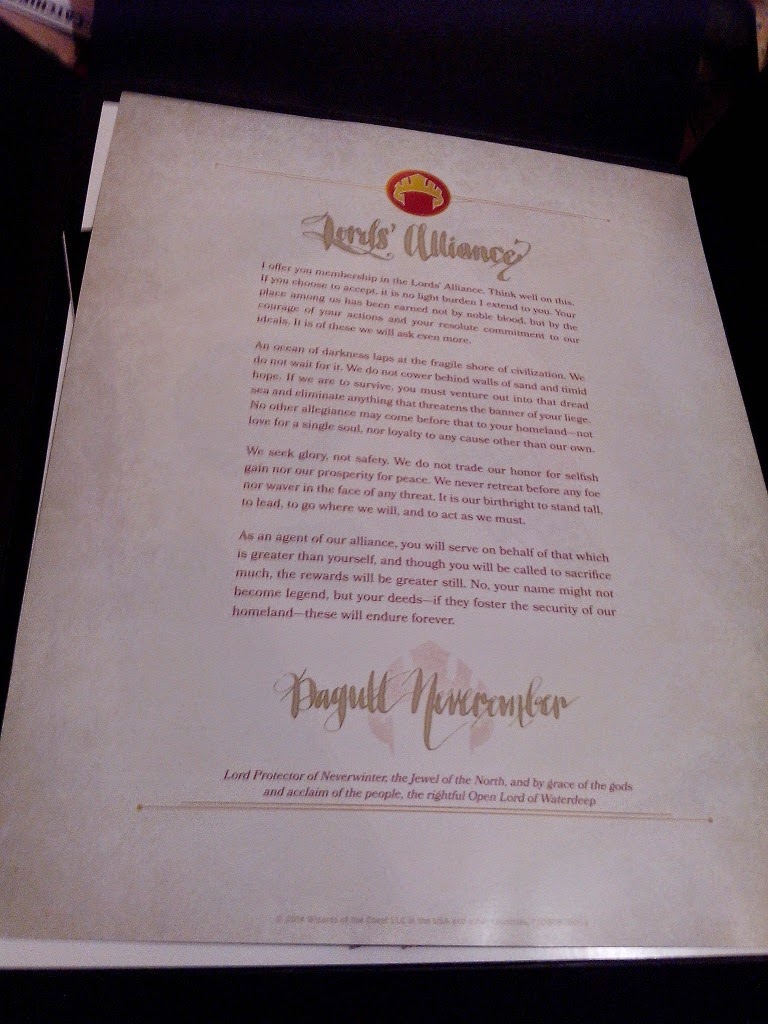 Lords' Alliance
I offer you membership in the Lords' Alliance. Think well on this.
If you choose to accept, it is no light burden I extend to you. Your
place among us has been earned not by noble blood, but by the
courage of your actions and your resolute commitment to our
ideals. It is of these we will ask even more.
An ocean of darkness laps at the fragile shore of civilization. We
do not wait for it. We do not cower behind walls of sand and timid
hope. If we are to survive, you must venture out into that dread
sea and eliminate anything that threatens the banner of your liege.
No other allegiance may come before that to your homeland—not
love for a single soul, nor loyalty to any cause other than our own.
We seek glory, not safety. We do not trade our honor for selfish
gain nor our prosperity for peace. We never retreat before any foe
nor waver in the face of any threat. It is our birthright to stand tall,
to lead, to go where we will, and to act as we must.
As an agent of our alliance, you will serve on behalf of that which
is greater than yourself, and though you will be called to sacrifice
much, the rewards will be greater still. No, your name might not
become legend, but your deeds—if they foster the security of our
homeland—these will endure forever.
Dagult Neverember
Lord Protector of Neverwinter, the Jewel of the North, and by grace of the gods
and acclaim of the people, the rightful Open Lord of Waterdeep
© 2014 Wizards of the Coast LLC in the USA and other countries.